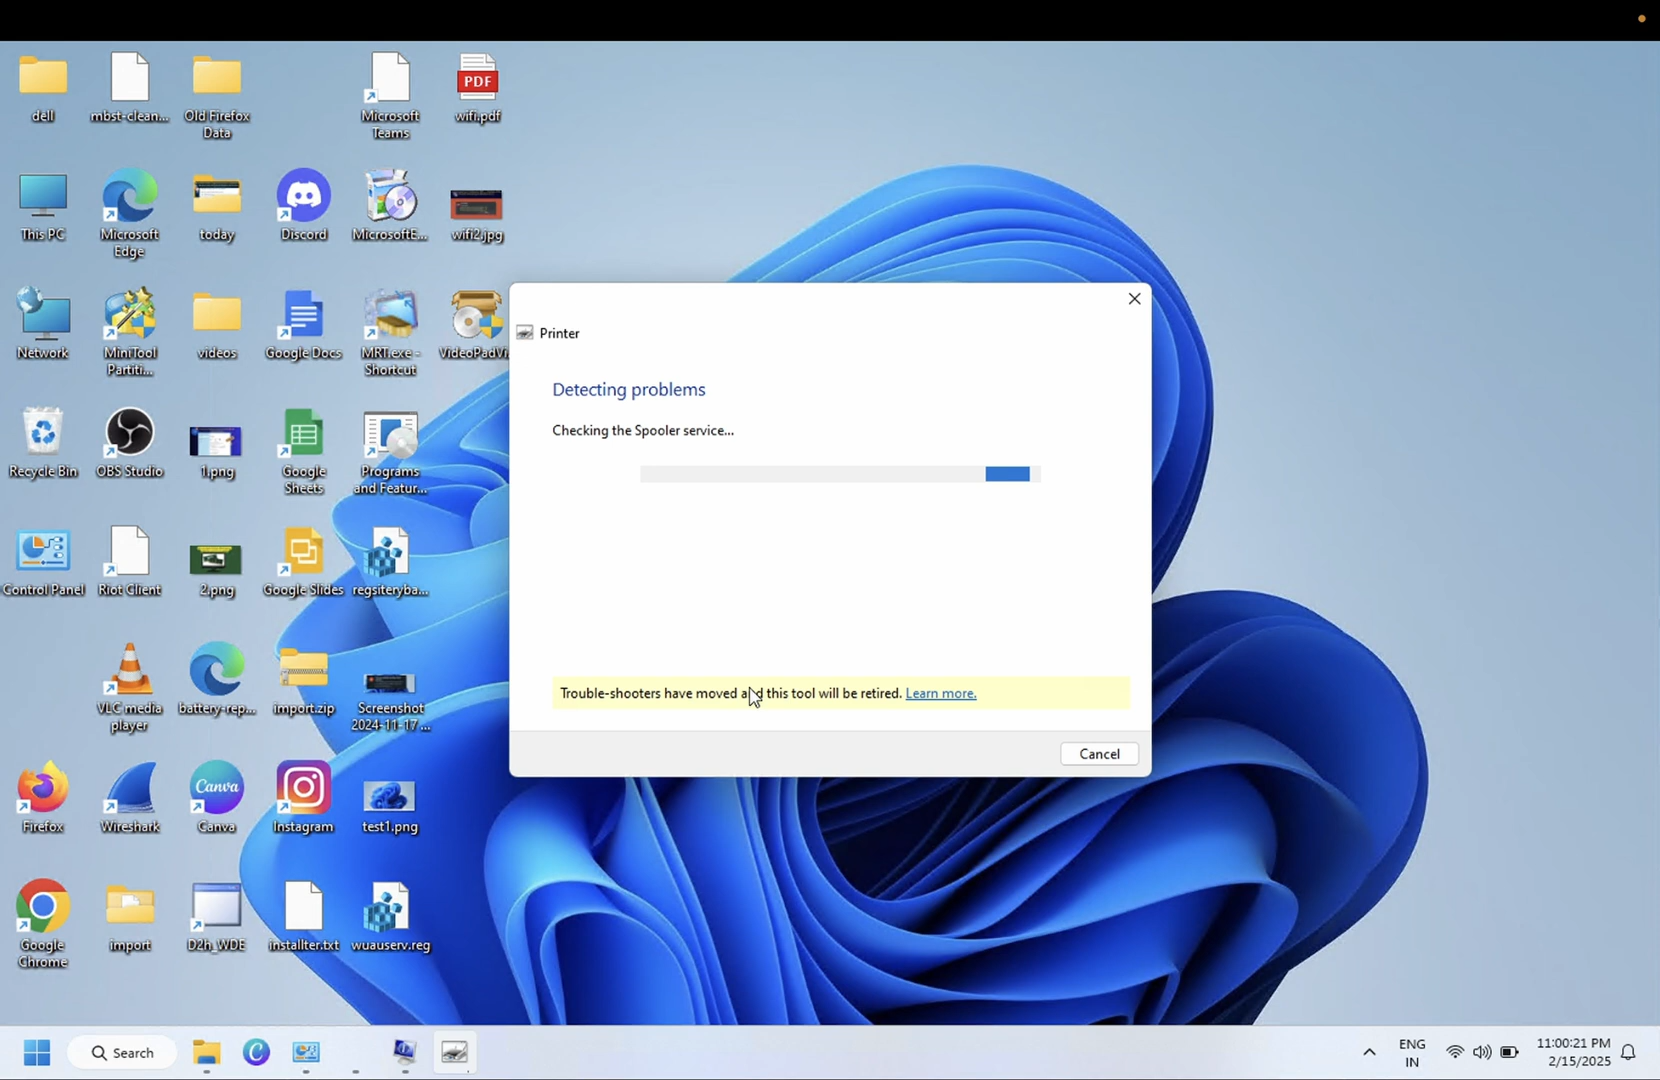 dell
mbst-clean...
Old Firefox
Data
Microsoft
Teams
PDF
wifi.pdf
This PC
Microsoft
Edge
today
Discord
MicrosoftE...
wifi2.jpg
Network
MiniTool
Partiti...
videos
Google Docs
MRT.exe -
Shortcut
VideoPadVi
Recycle Bin
OBS Studio
1.png
Google
Sheets
Programs
and Featur...
Control Panel
Riot Client
2.png
Google Slides
regsiteryba...
VLC media
player
battery-rep...
import.zip
Screenshot
2024-11-17 ...
Firefox
Wireshark
Canva
Canva
Instagram
test1.png
Google
Chrome
import
D2h_WDE
installter.txt
wuauserv.reg
Printer
Detecting problems
Checking the Spooler service...
Trouble-shooters have moved and this tool will be retired. Learn more.
Cancel
Search
ENG
IN
11:00:21 PM
2/15/2025